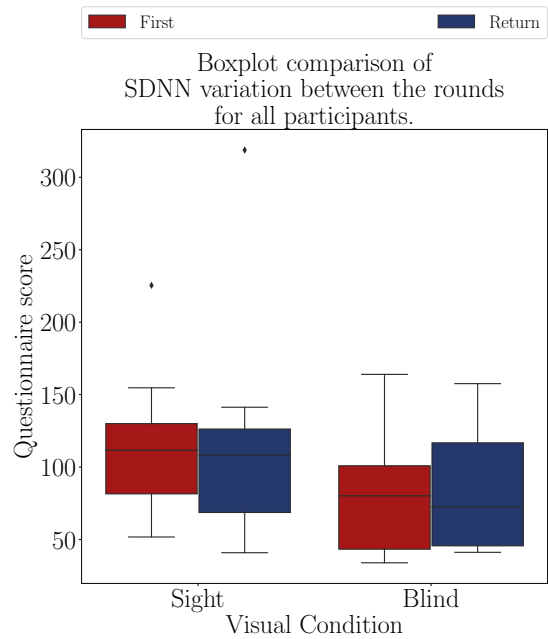 First Return
Boxplot comparison of
SDNN variation between the rounds
for all participants.
300
250
200
150
100
50
Questionnaire score
Sight Blind
Visual Condition